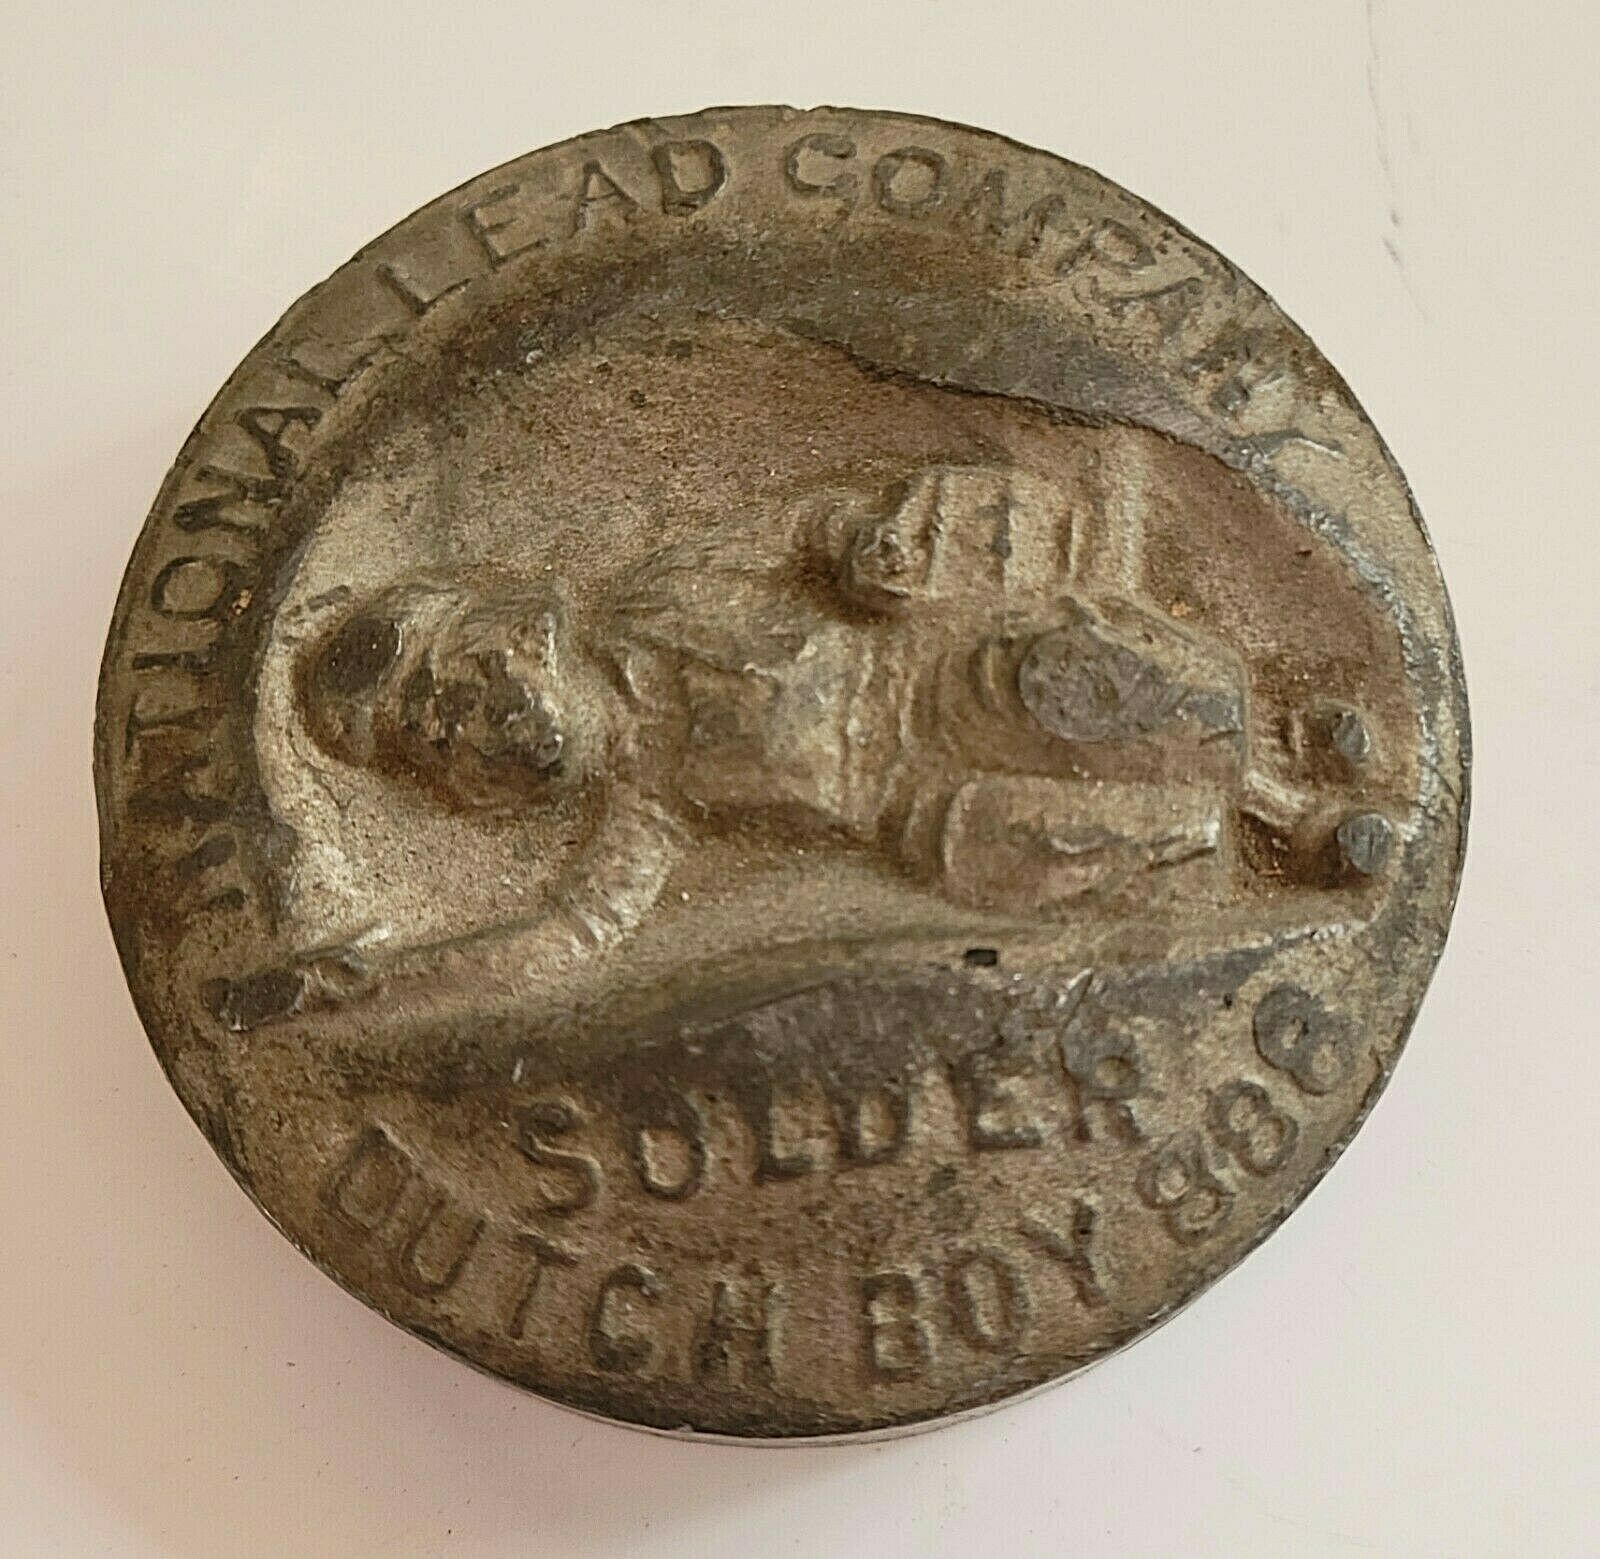 NATIONAL LEAD COMPANY
SOLDER
DUTCH BOY 888